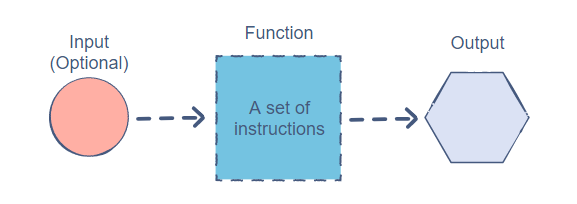 Input
(Optional)
Function
A set of
instructions
Output